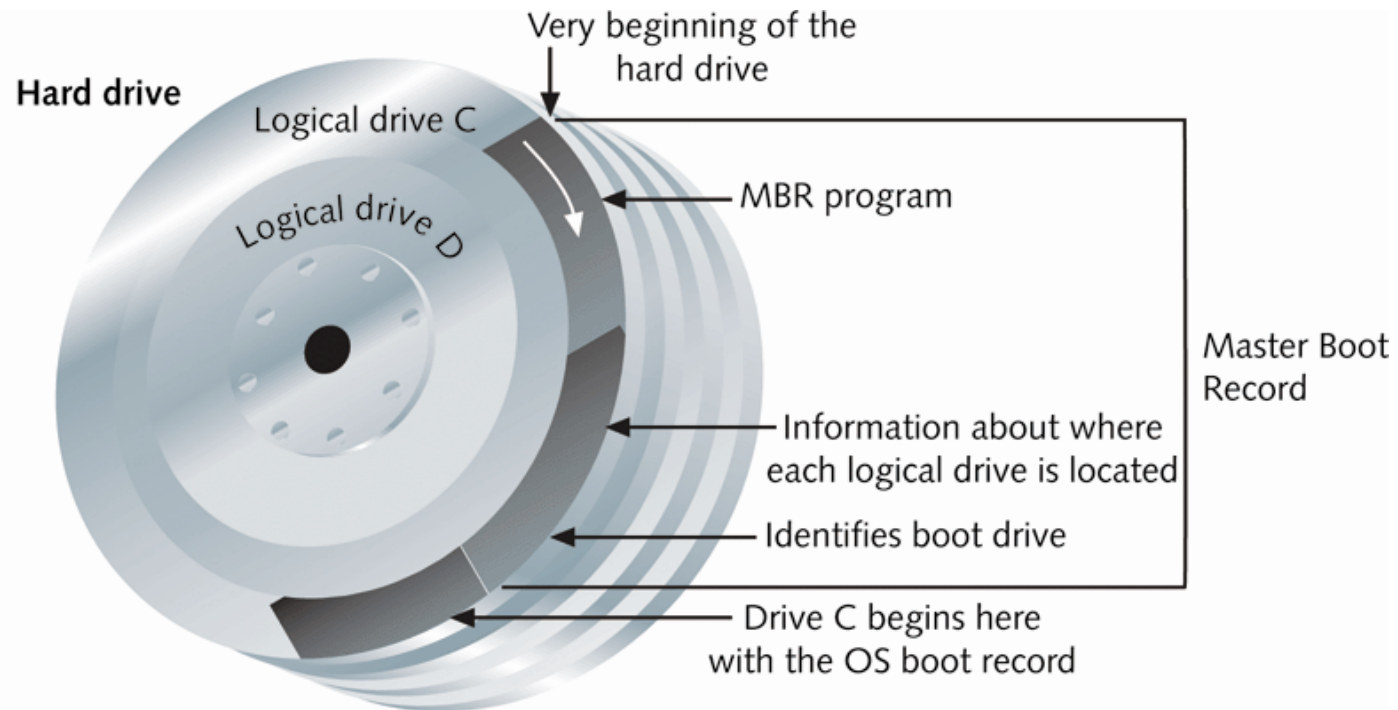 Very beginning of the
hard drive
Hard drive
Logical drive C
Logical drive D
MBR program
Master Boot
Record
Information about where
each logical drive is located
Identifies boot drive
Drive C begins here
with the OS boot record